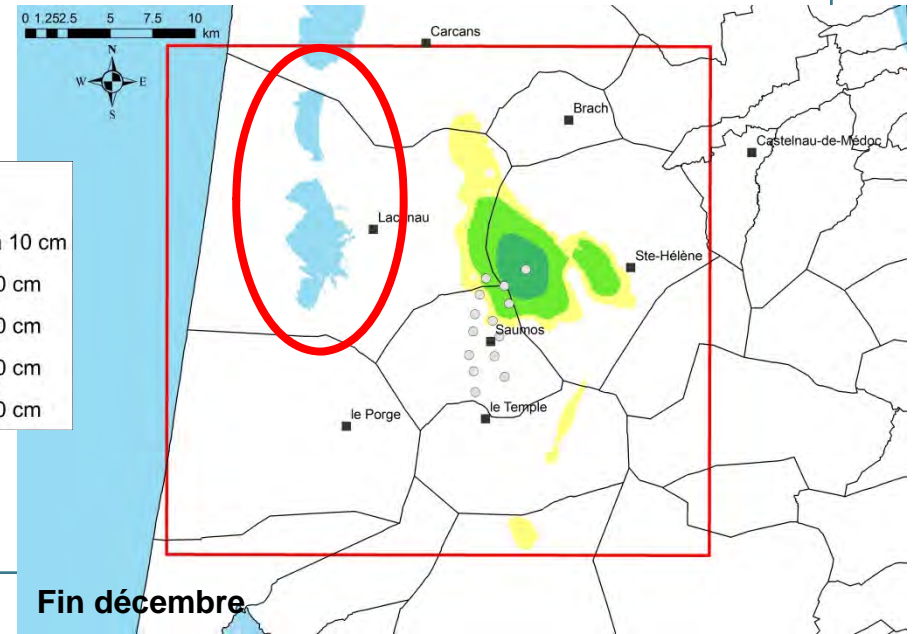 0 1.252.5 5 7.5 10
km
N
W E
S
Carcans
Brach
Castelnau-de-Médoc
Lacanau
Ste-Hélène
Saumos
le Porge
le Temple
10 cm
0 cm
0 cm
0 cm
0 cm
Fin décembre